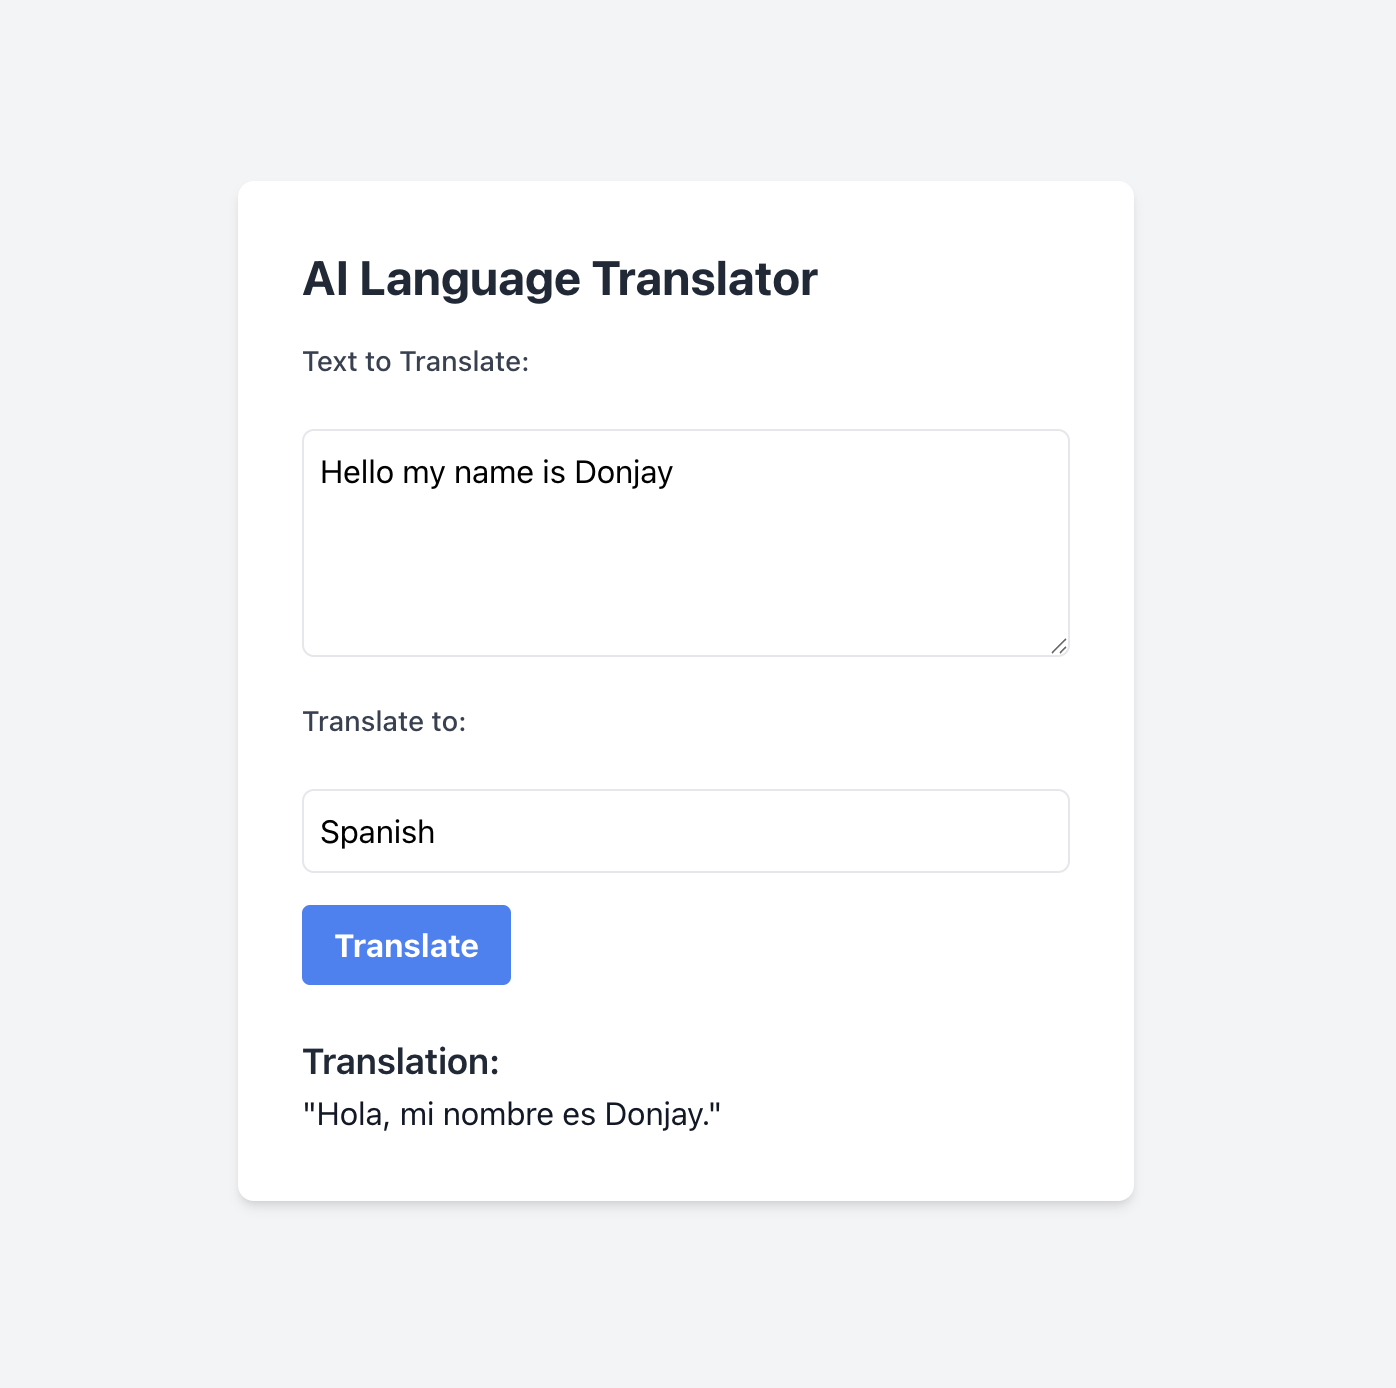 AI Language Translator
Text to Translate:
Hello my name is Donjay
Translate to:
Spanish
Translate
Translation:
"Hola, mi nombre es Donjay."